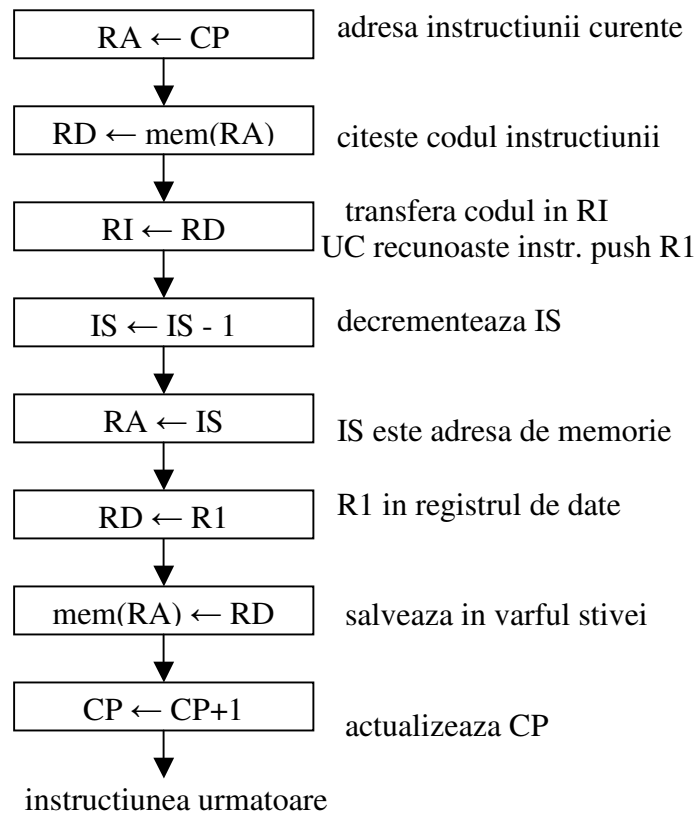 RA ← CP
adresa instructiunii curente
RD ← mem(RA)
citeste codul instructiunii
RI ← RD
transfera codul in RI
UC recunoaste instr. push R1
IS ← IS - 1
decrementeaza IS
RA ← IS
IS este adresa de memorie
RD ← R1
R1 in registrul de date
mem(RA) ← RD
salveaza in varful stivei
CP ← CP+1
actualizeaza CP
instructiunea urmatoare